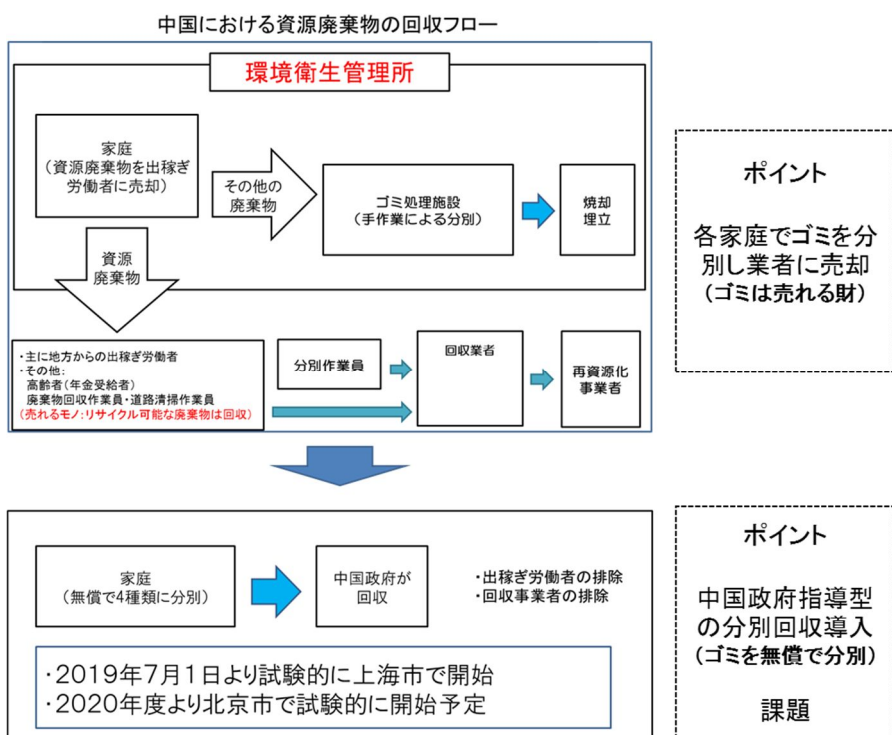 中国における資源廃棄物の回収フロー
環境衛生管理所
家庭
（資源廃棄物を出稼ぎ
労働者に売却）
その他の
廃棄物
ゴミ処理施設
（手作業による分別）
焼却
埋立
資源
廃棄物
・主に地方からの出稼ぎ労働者
・その他：
高齢者（年金受給者）
廃棄物回収作業員・道路清掃作業員
（売れるモノ：リサイクル可能な廃棄物は回収）
分別作業員
回収業者
再資源化
事業者
ポイント
各家庭でゴミを分
別し業者に売却
（ゴミは売れる財）
家庭
（無償で4種類に分別）
中国政府が
回収
・出稼ぎ労働者の排除
・回収事業者の排除
・2019年7月1日より試験的に上海市で開始
・2020年度より北京市で試験的に開始予定
ポイント
中国政府指導型
の分別回収導入
（ゴミを無償で分別）
課題